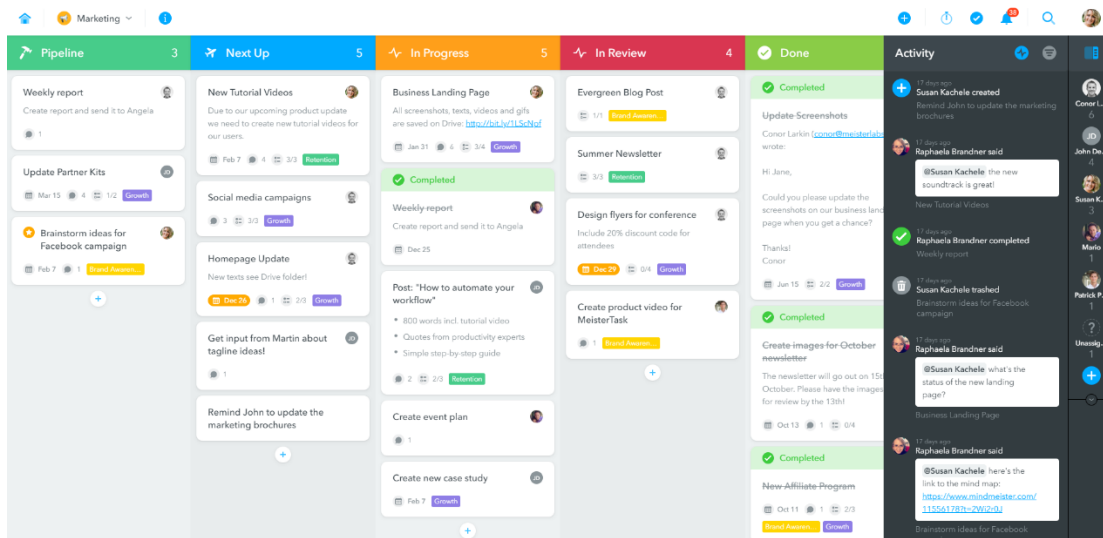 Marketing
38
Pipeline 3
Weekly report
Create report and send it to Angela
1
Update Partner Kits
JD
Mar 15 4 1/2 Growth
Brainstorm ideas for
Facebook campaign
Feb 7 1 Brand Awaren...
Next Up 5
New Tutorial Videos
Due to our upcoming product update
we need to create new tutorial videos for
our users.
Feb 7 4 3/3 Retention
Social media campaigns
3 3/3 Growth
Homepage Update
New texts see Drive folder!
Dec 26 1 2/3 Growth
Get input from Martin about
tagline ideas!
JD
1
Remind John to update the
marketing brochures
In Progress 5
Business Landing Page
All screenshots, texts, videos and gifs
are saved on Drive: http://bit.ly/1LScNpf
Jan 31 6 3/4 Growth
Completed
Weekly report
Create report and send it to Angela
Dec 25
Post: "How to automate your
workflow"
JD
• 800 words incl. tutorial video
• Quotes from productivity experts
• Simple step-by-step guide
2 2/3 Retention
Create event plan
1
Create new case study
JD
Feb 7 Growth
In Review 4
Evergreen Blog Post
1/1 Brand Awaren...
Summer Newsletter
3/3 Retention
Design flyers for conference
Include 20% discount code for
attendees
Dec 29 0/4 Growth
Create product video for
MeisterTask
1 Brand Awaren...
Done
Completed
Update Screenshots
Conor Larkin (conor@meisterlabs
wrote:
Hi Jane,
Could you please update the
screenshots on our business land
page when you get a chance?
Thanks!
Conor
Jun 15 2/2 Growth
Completed
Create images for October
newsletter
The newsletter will go out on 15t
October. Please have the images
for review by the 13th!
Oct 13 1 0/4
Completed
New Affiliate Program
Oct 11 1 2/3
Brand Awaren... Growth
Activity
17 days ago
Susan Kachele created
Remind John to update the marketing
brochures
17 days ago
Raphaela Brandner said
@Susan Kachele the new
soundtrack is great!
New Tutorial Videos
17 days ago
Raphaela Brandner completed
Weekly report
17 days ago
Susan Kachele trashed
Brainstorm ideas for Facebook
campaign
17 days ago
Raphaela Brandner said
@Susan Kachele what's the
status of the new landing
page?
Business Landing Page
17 days ago
Raphaela Brandner said
@Susan Kachele here's the
link to the mind map:
https://www.mindmeister.com/
11556178?t=2Wi2r0J
Brainstorm ideas for Facebook
Conor L...
6
JD
John De...
4
Susan K...
3
Mario
1
Patrick P.
1
?
Unassig...
1